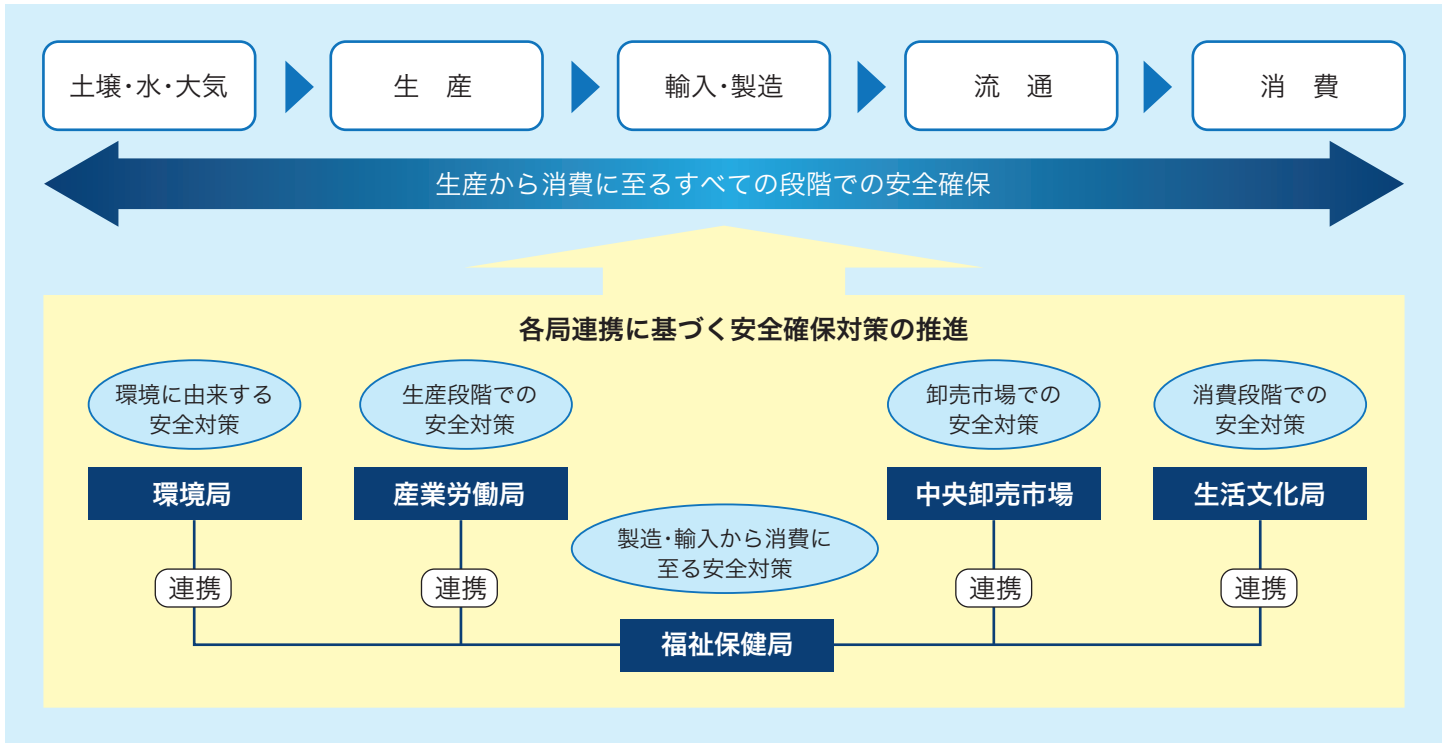 土壌・水・大気
生　産
輸入・製造
流　通
消　費
生産から消費に至るすべての段階での安全確保
各局連携に基づく安全確保対策の推進
環境に由来する
安全対策
生産段階での
安全対策
卸売市場での
安全対策
消費段階での
安全対策
環境局
産業労働局
中央卸売市場
生活文化局
製造・輸入から消費に
至る安全対策
連携
連携
連携
連携
福祉保健局